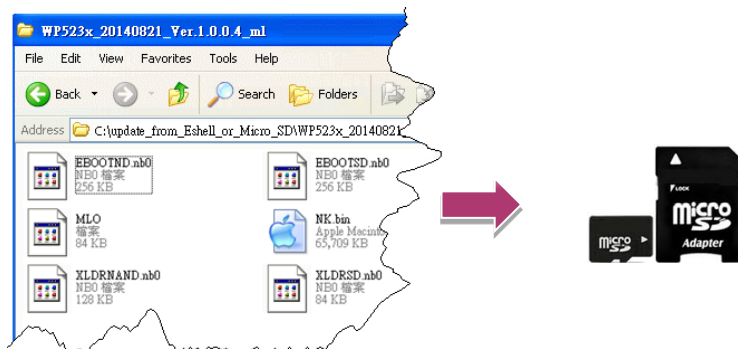 WP523x_20140821_Ver.1.0.0.4_ml
File Edit View Favorites Tools Help
Back Search Folders
Address C:\update_from_Eshell_or_Micro_SD\WP523x_20140821
EBOOTND.nb0
NB0 檔案
256 KB
EBOOTSD.nb0
NB0 檔案
256 KB
MLO
檔案
84 KB
NK.bin
Apple Macin
65,709 KB
XLDRNAND.nb0
NB0 檔案
128 KB
XLDRSD.nb0
NB0 檔案
84 KB
micro
SD
LOCK
micro
SD
Adapter